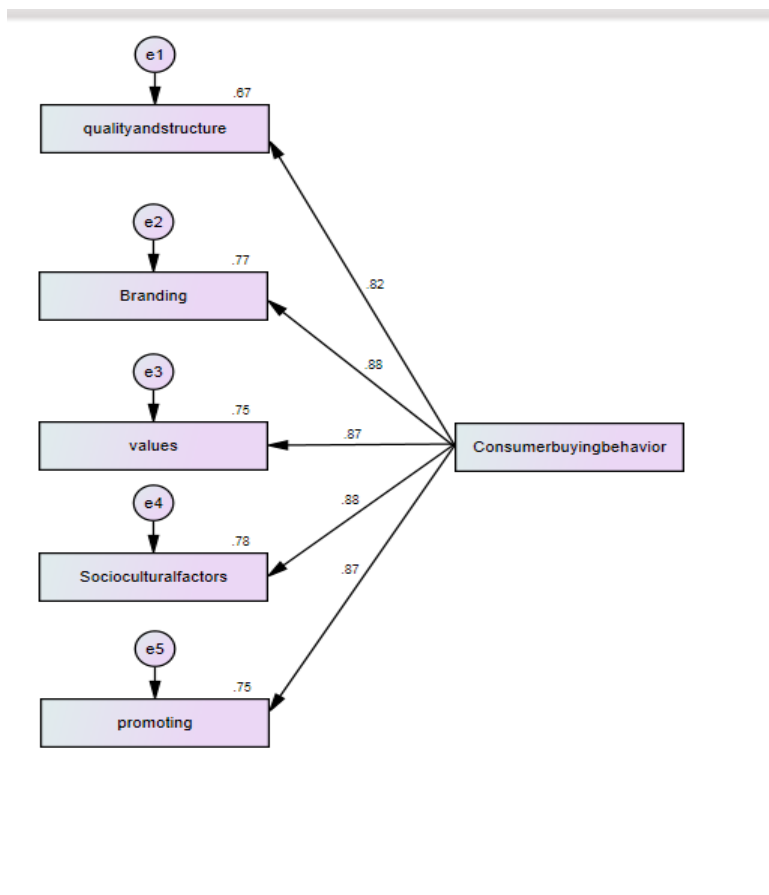 e1
.67
qualityandstructure
e2
.77
Branding
.82
.88
e3
.75
values
.87
Consumerbuyingbehavior
e4
.88
.78
Socioculturalfactors
.87
e5
.75
promoting